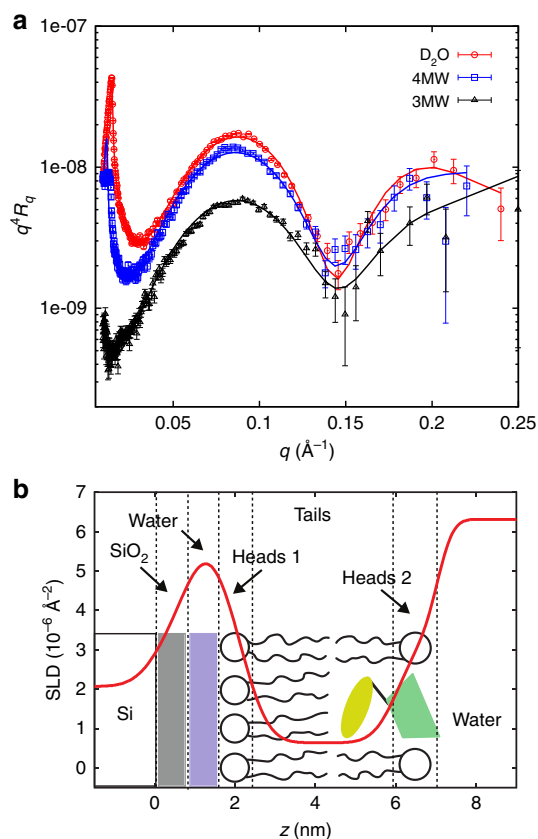 a
1e-07
1e-08
1e-09
q⁴R_q
D₂O
4MW
3MW
0.05 0.1 0.15 0.2 0.25
q (Å⁻¹)
b
7
6
5
4
3
2
1
0
SLD (10⁻⁶ Å⁻²)
Water
Tails
SiO₂
Heads 1
Heads 2
Si
Water
0 2 4 6 8
z (nm)